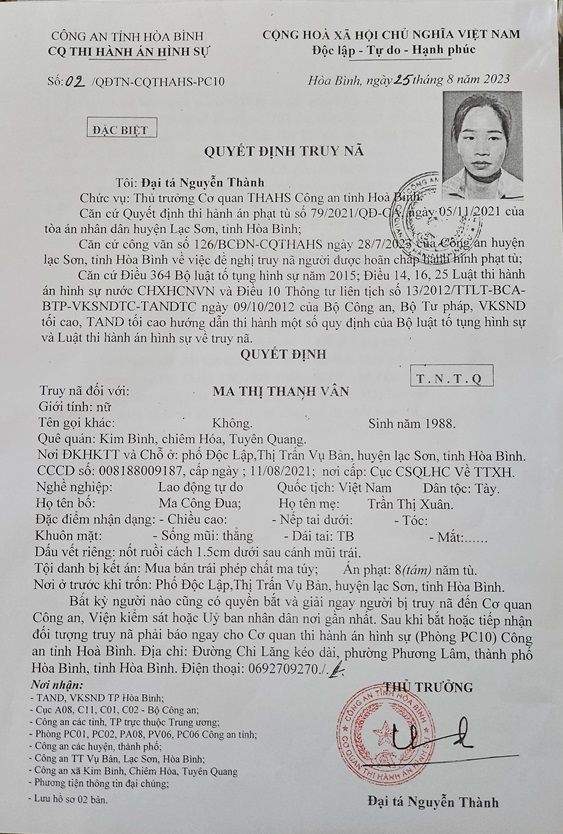 CÔNG AN TỈNH HÒA BÌNH
CQ THI HÀNH ÁN HÌNH SỰ
CỘNG HOÀ XÃ HỘI CHỦ NGHĨA VIỆT NAM
Độc lập - Tự do - Hạnh phúc
Số: 02 /QĐTN-CQTHAHS-PC10
Hòa Bình, ngày 25 tháng 8 năm 2023
ĐẶC BIỆT
QUYẾT ĐỊNH TRUY NÃ
Tôi: Đại tá Nguyễn Thành
Chức vụ: Thủ trưởng Cơ quan THAHS Công an tỉnh Hoà Bình.
Căn cứ Quyết định thi hành án phạt tù số 79/2021/QĐ-CA, ngày 05/11/2021 của
tòa án nhân dân huyện Lạc Sơn, tỉnh Hòa Bình;
Căn cứ công văn số 126/BCĐN-CQTHAHS ngày 28/7/2023 của Công an huyện
lạc Sơn, tỉnh Hòa Bình về việc đề nghị truy nã người được hoãn chấp hành hình phạt tù;
Căn cứ Điều 364 Bộ luật tố tụng hình sự năm 2015; Điều 14, 16, 25 Luật thi hành
án hình sự nước CHXHCNVN và Điều 10 Thông tư liên tịch số 13/2012/TTLT-BCA-
BTP-VKSNDTC-TANDTC ngày 09/10/2012 của Bộ Công an, Bộ Tư pháp, VKSND
tối cao, TAND tối cao hướng dẫn thi hành một số quy định của Bộ luật tố tụng hình sự
và Luật thi hành án hình sự về truy nã.
QUYẾT ĐỊNH
T.N.T.Q
Truy nã đối với: MA THỊ THANH VÂN
Giới tính: nữ
Tên gọi khác: Không. Sinh năm 1988.
Quê quán: Kim Bình, chiêm Hóa, Tuyên Quang.
Nơi ĐKHKTT và Chỗ ở: phố Độc Lập,Thị Trấn Vụ Bản, huyện lạc Sơn, tỉnh Hòa Bình.
CCCD số: 008188009187, cấp ngày ; 11/08/2021; nơi cấp: Cục CSQLHC Về TTXH.
Nghề nghiệp: Lao động tự do Quốc tịch: Việt Nam Dân tộc: Tày.
Họ tên bố: Ma Công Đua; Họ tên mẹ: Trần Thị Xuân.
Đặc điểm nhận dạng: - Chiều cao: - Nếp tai dưới: - Tóc:
Khuôn mặt: - Sống mũi: thẳng - Dái tai: TB - Mắt:......
Dấu vết riêng: nốt ruồi cách 1.5cm dưới sau cánh mũi trái.
Tội danh bị kết án: Mua bán trái phép chất ma túy; Án phạt: 8(tám) năm tù.
Nơi ở trước khi trốn: Phố Độc Lập,Thị Trấn Vụ Bản, huyện lạc Sơn, tỉnh Hòa Bình.
Bất kỳ người nào cũng có quyền bắt và giải ngay người bị truy nã đến Cơ quan
Công an, Viện kiểm sát hoặc Uỷ ban nhân dân nơi gần nhất. Sau khi bắt hoặc tiếp nhận
đối tượng truy nã phải báo ngay cho Cơ quan thi hành án hình sự (Phòng PC10) Công
an tỉnh Hoà Bình. Địa chỉ: Đường Chi Lăng kéo dài, phường Phương Lâm, thành phố
Hòa Bình, tỉnh Hòa Bình. Điện thoại: 0692709270./.
Nơi nhận:
- TAND, VKSND TP Hòa Bình;
- Cục A08, C11, C01, C02 - Bộ Công an;
- Công an các tỉnh, TP trực thuộc Trung ương;
- Phòng PC01, PC02, PA08, PV06, PC06 Công an tỉnh;
- Công an các huyện, thành phố;
- Công an TT Vụ Bản, Lạc Sơn, Hòa Bình;
- Công an xã Kim Bình, Chiêm Hóa, Tuyên Quang
- Phương tiện thông tin đại chúng;
- Lưu hồ sơ 02 bản.
THỦ TRƯỞNG
CÔNG AN TỈNH HÒA BÌNH
CƠ QUAN THI HÀNH ÁN HÌNH SỰ
Đại tá Nguyễn Thành